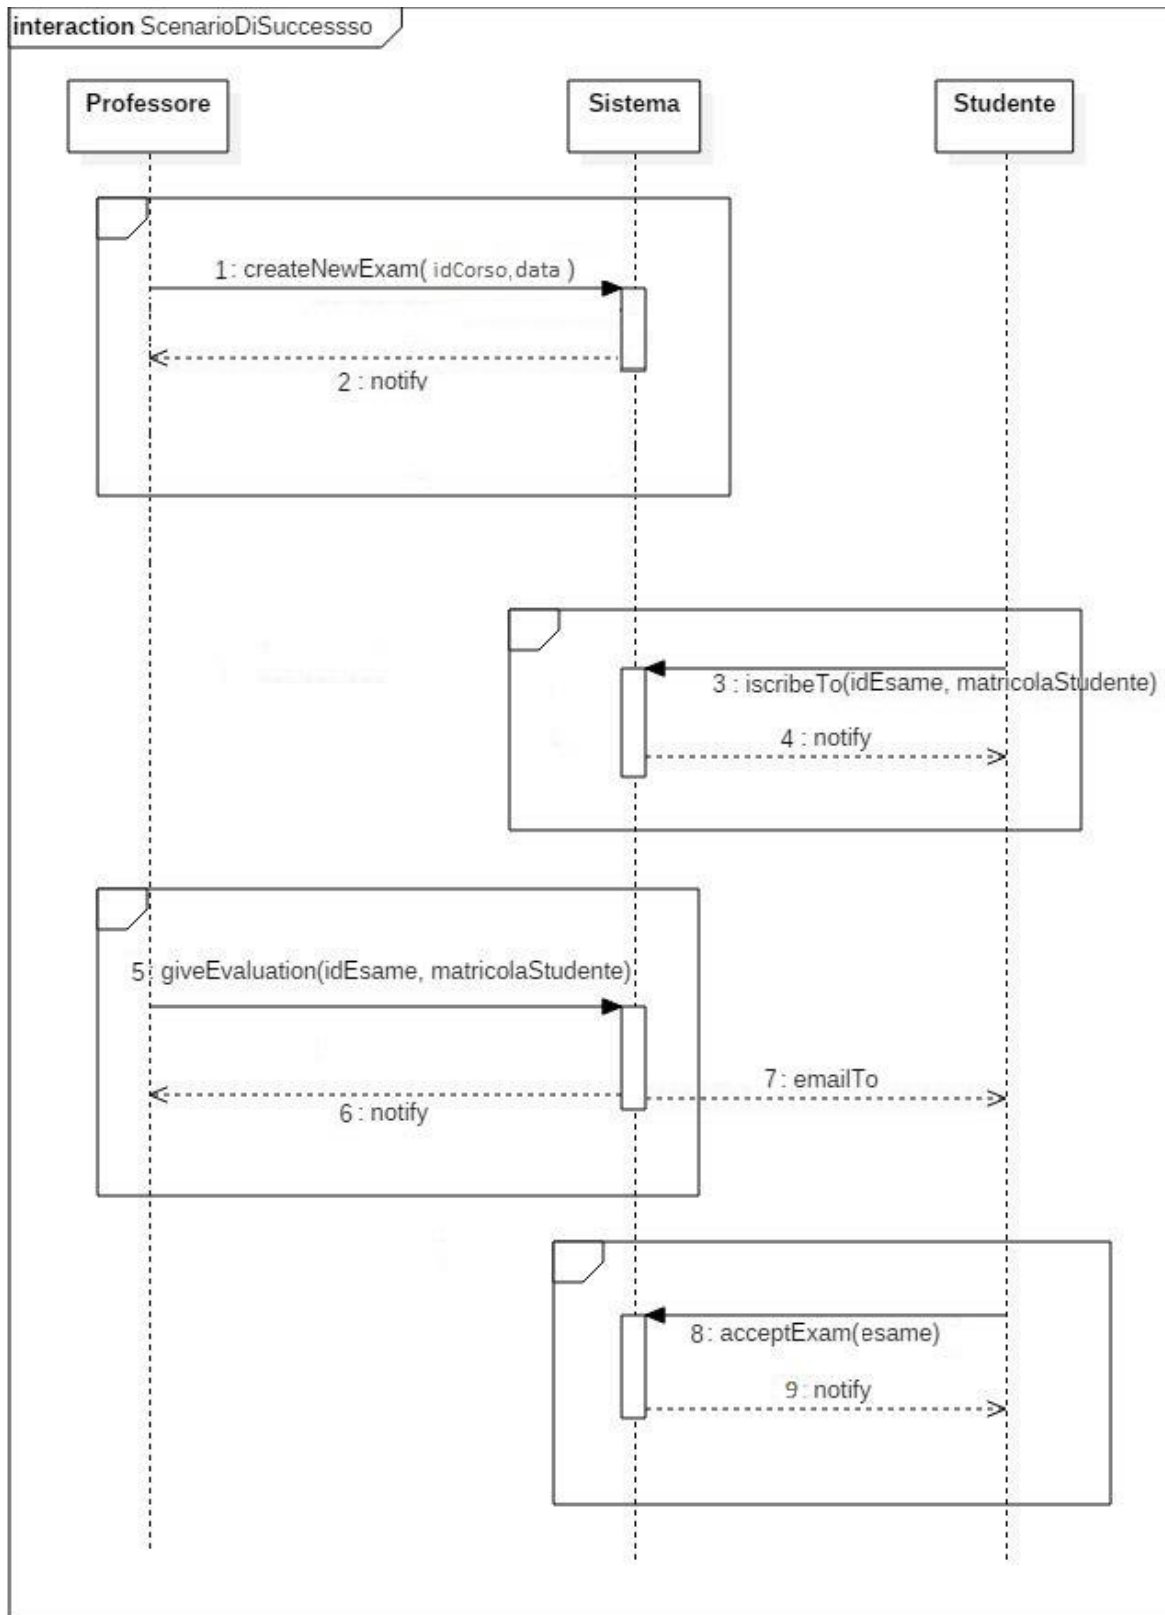 interaction ScenarioDiSuccessso
Professore
Sistema
Studente
1: createNewExam( idCorso,data )
2 : notify
3 : iscribeTo(idEsame, matricolaStudente)
4 : notify
5: giveEvaluation(idEsame, matricolaStudente)
7: emailTo
6 : notify
8: acceptExam(esame)
9: notify